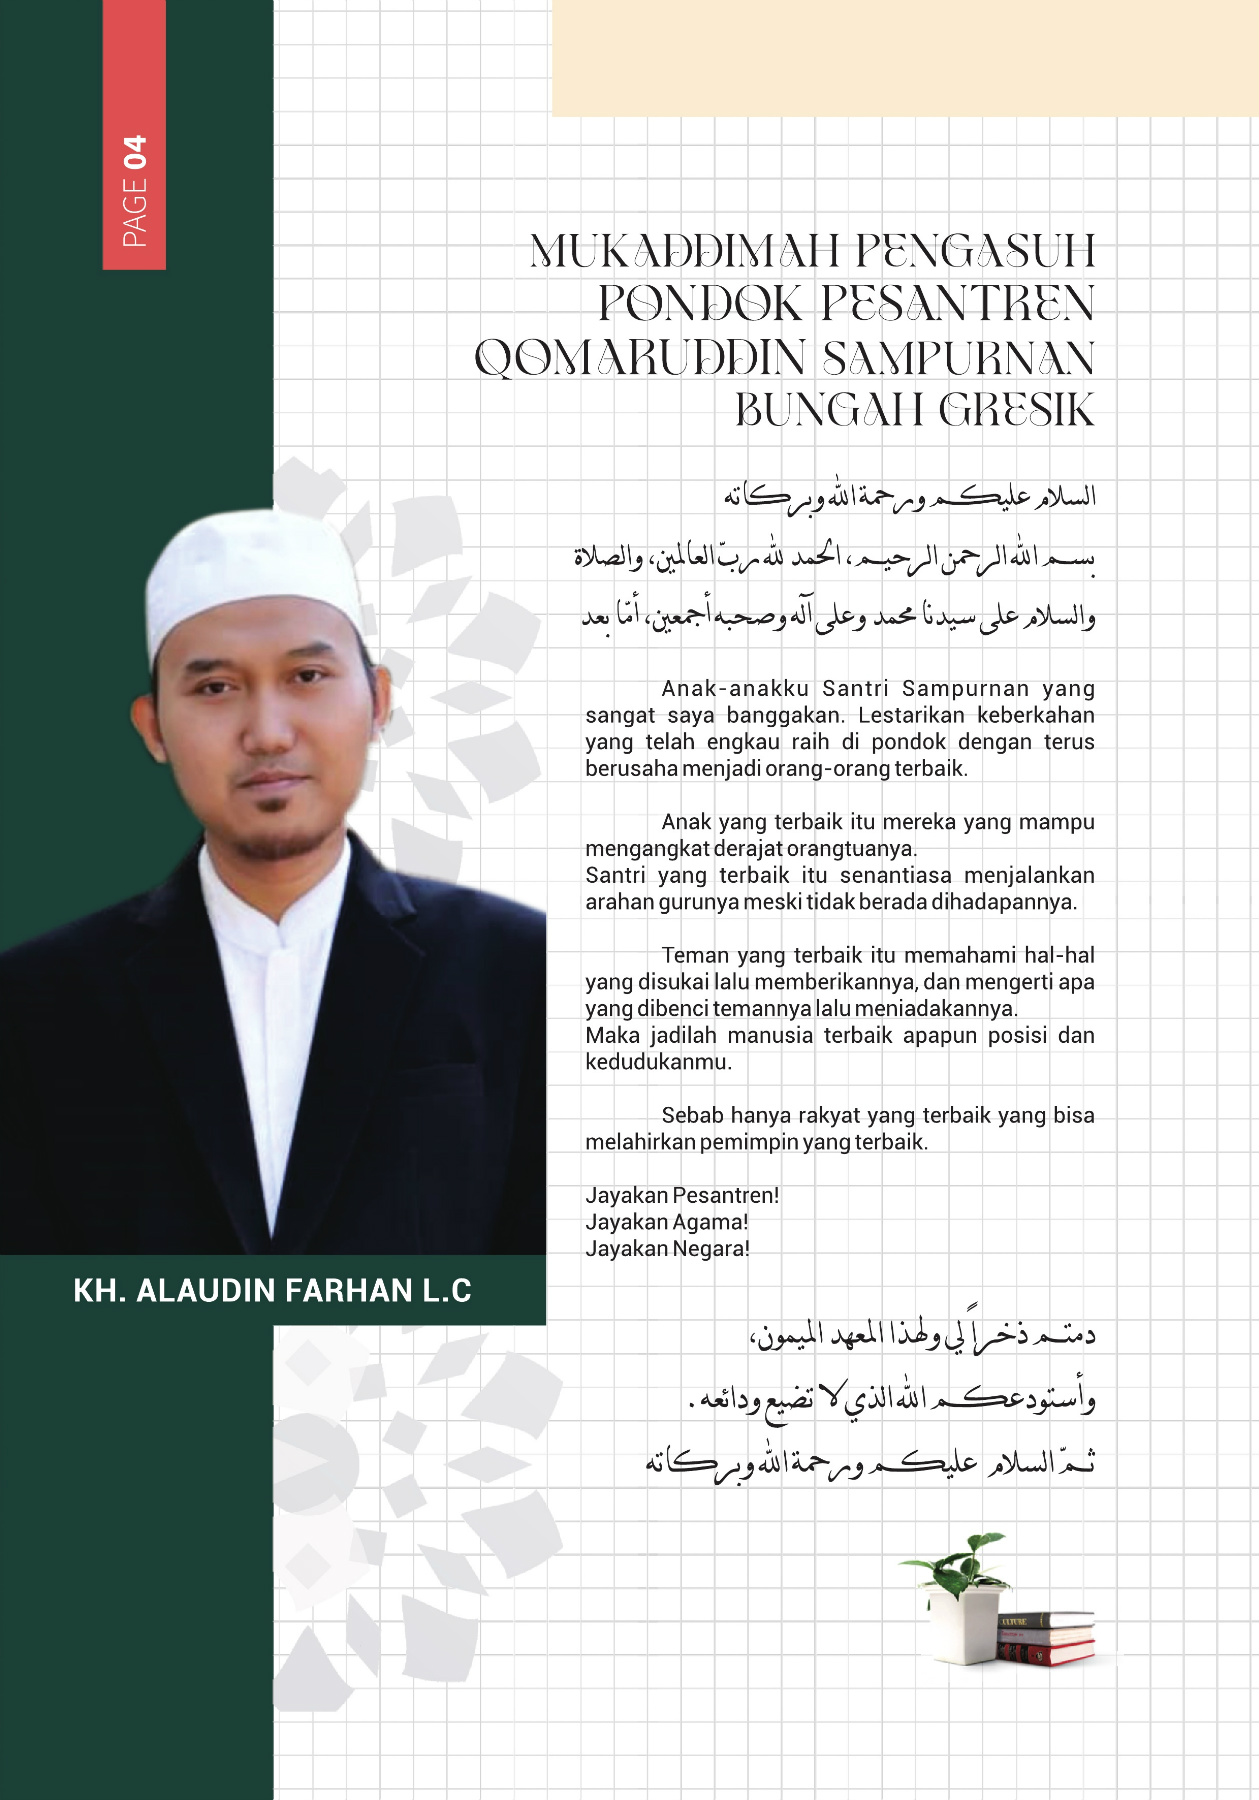 PAGE 04
MUKADDIMAH PENGASUH
PONDOK PESANTREN
QOMARUDDIN SAMPURNAN
BUNGAH GRESIK
السلام عليكم ورحمة الله وبركاته
بسم الله الرحمن الرحيم، الحمد لله ربّ العالمين، والصلاة
والسلام على سيدنا محمد وعلى آله وصحبه أجمعين، أمّا بعد
Anak-anakku Santri Sampurnan yang
sangat saya banggakan. Lestarikan keberkahan
yang telah engkau raih di pondok dengan terus
berusaha menjadi orang-orang terbaik.
Anak yang terbaik itu mereka yang mampu
mengangkat derajat orangtuanya.
Santri yang terbaik itu senantiasa menjalankan
arahan gurunya meski tidak berada dihadapannya.
Teman yang terbaik itu memahami hal-hal
yang disukai lalu memberikannya, dan mengerti apa
yang dibenci temannya lalu meniadakannya.
Maka jadilah manusia terbaik apapun posisi dan
kedudukanmu.
Sebab hanya rakyat yang terbaik yang bisa
melahirkan pemimpin yang terbaik.
Jayakan Pesantren!
Jayakan Agama!
Jayakan Negara!
KH. ALAUDIN FARHAN L.C
دمتم ذخراً لي ولهذا المعهد الميمون،
وأستودعكم الله الذي لا تضيع ودائعه.
ثمّ السلام عليكم ورحمة الله وبركاته
CULTURE